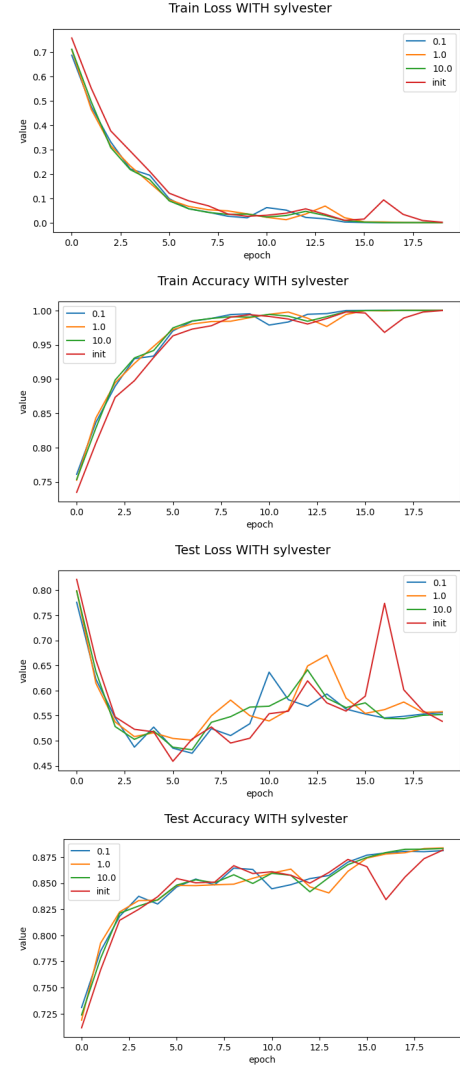 Train Loss WITH sylvester
0.1
1.0
10.0
init
0.7
0.6
0.5
0.4
0.3
0.2
0.1
0.0
value
0.0 2.5 5.0 7.5 10.0 12.5 15.0 17.5
epoch
Train Accuracy WITH sylvester
0.1
1.0
10.0
init
1.00
0.95
0.90
0.85
0.80
0.75
value
0.0 2.5 5.0 7.5 10.0 12.5 15.0 17.5
epoch
Test Loss WITH sylvester
0.1
1.0
10.0
init
0.80
0.75
0.70
0.65
0.60
0.55
0.50
0.45
value
0.0 2.5 5.0 7.5 10.0 12.5 15.0 17.5
epoch
Test Accuracy WITH sylvester
0.1
1.0
10.0
init
0.875
0.850
0.825
0.800
0.775
0.750
0.725
value
0.0 2.5 5.0 7.5 10.0 12.5 15.0 17.5
epoch